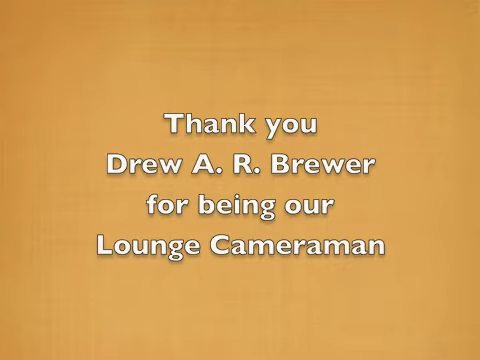 Thank you
Drew A. R. Brewer
for being our
Lounge Cameraman